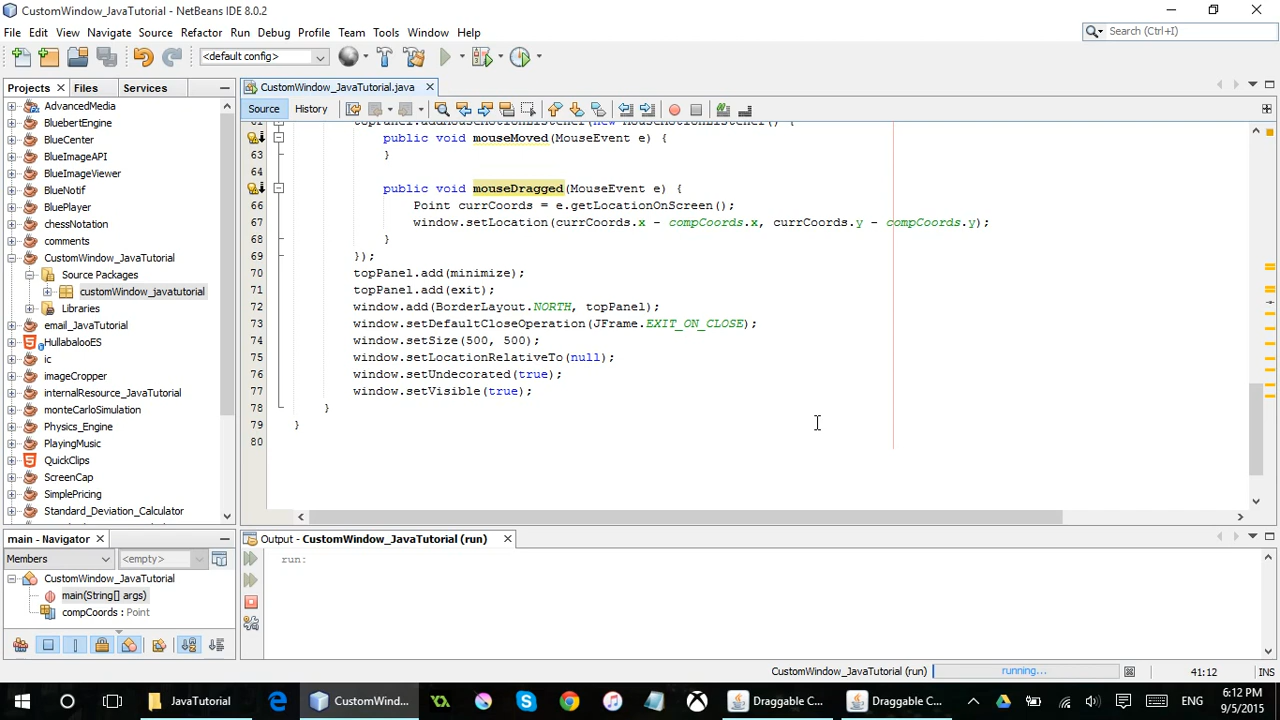 CustomWindow_JavaTutorial - NetBeans IDE 8.0.2
File Edit View Navigate Source Refactor Run Debug Profile Team Tools Window Help
Search (Ctrl+I)
<default config>
Projects Files Services
CustomWindow_JavaTutorial.java
Source History
AdvancedMedia
BluebertEngine
BlueCenter
BlueImageAPI
BlueImageViewer
BlueNotif
BluePlayer
chessNotation
comments
CustomWindow_JavaTutorial
Source Packages
customWindow_javatutorial
Libraries
email_JavaTutorial
HullabalooES
ic
imageCropper
internalResource_JavaTutorial
monteCarloSimulation
Physics_Engine
PlayingMusic
QuickClips
ScreenCap
SimplePricing
Standard_Deviation_Calculator
61 topPanel.addMouseMotionListener(new MouseMotionListener() {
public void mouseMoved(MouseEvent e) {
63 }
64
public void mouseDragged(MouseEvent e) {
66 Point currCoords = e.getLocationOnScreen();
67 window.setLocation(currCoords.x - compCoords.x, currCoords.y - compCoords.y);
68 }
69 });
70 topPanel.add(minimize);
71 topPanel.add(exit);
72 window.add(BorderLayout.NORTH, topPanel);
73 window.setDefaultCloseOperation(JFrame.EXIT_ON_CLOSE);
74 window.setSize(500, 500);
75 window.setLocationRelativeTo(null);
76 window.setUndecorated(true);
77 window.setVisible(true);
78 }
79 }
80
main - Navigator
Members <empty>
CustomWindow_JavaTutorial
main(String[] args)
compCoords : Point
Output - CustomWindow_JavaTutorial (run)
run:
CustomWindow_JavaTutorial (run) running... 41:12 INS
JavaTutorial CustomWind... Draggable C... Draggable C... ENG 6:12 PM
9/5/2015